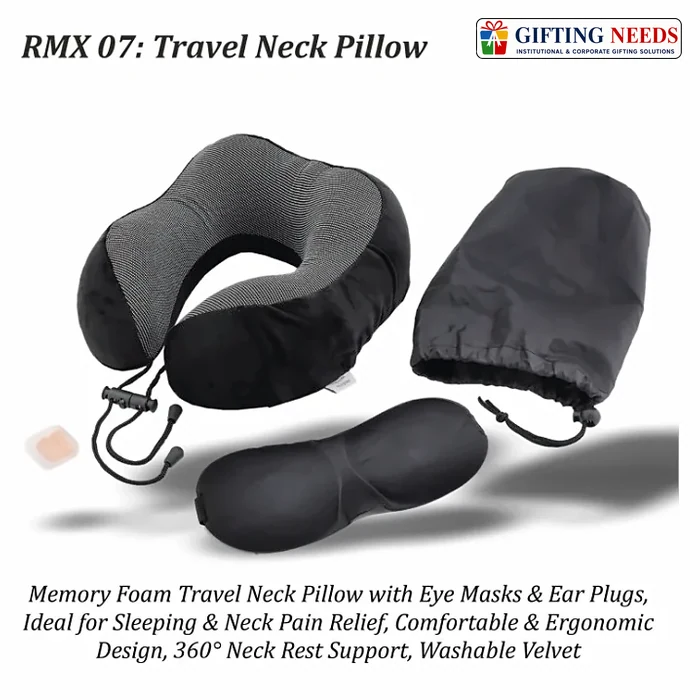 RMX 07: Travel Neck Pillow
GIFTING NEEDS
INSTITUTIONAL & CORPORATE GIFTING SOLUTIONS
Memory Foam Travel Neck Pillow with Eye Masks & Ear Plugs,
Ideal for Sleeping & Neck Pain Relief, Comfortable & Ergonomic
Design, 360° Neck Rest Support, Washable Velvet